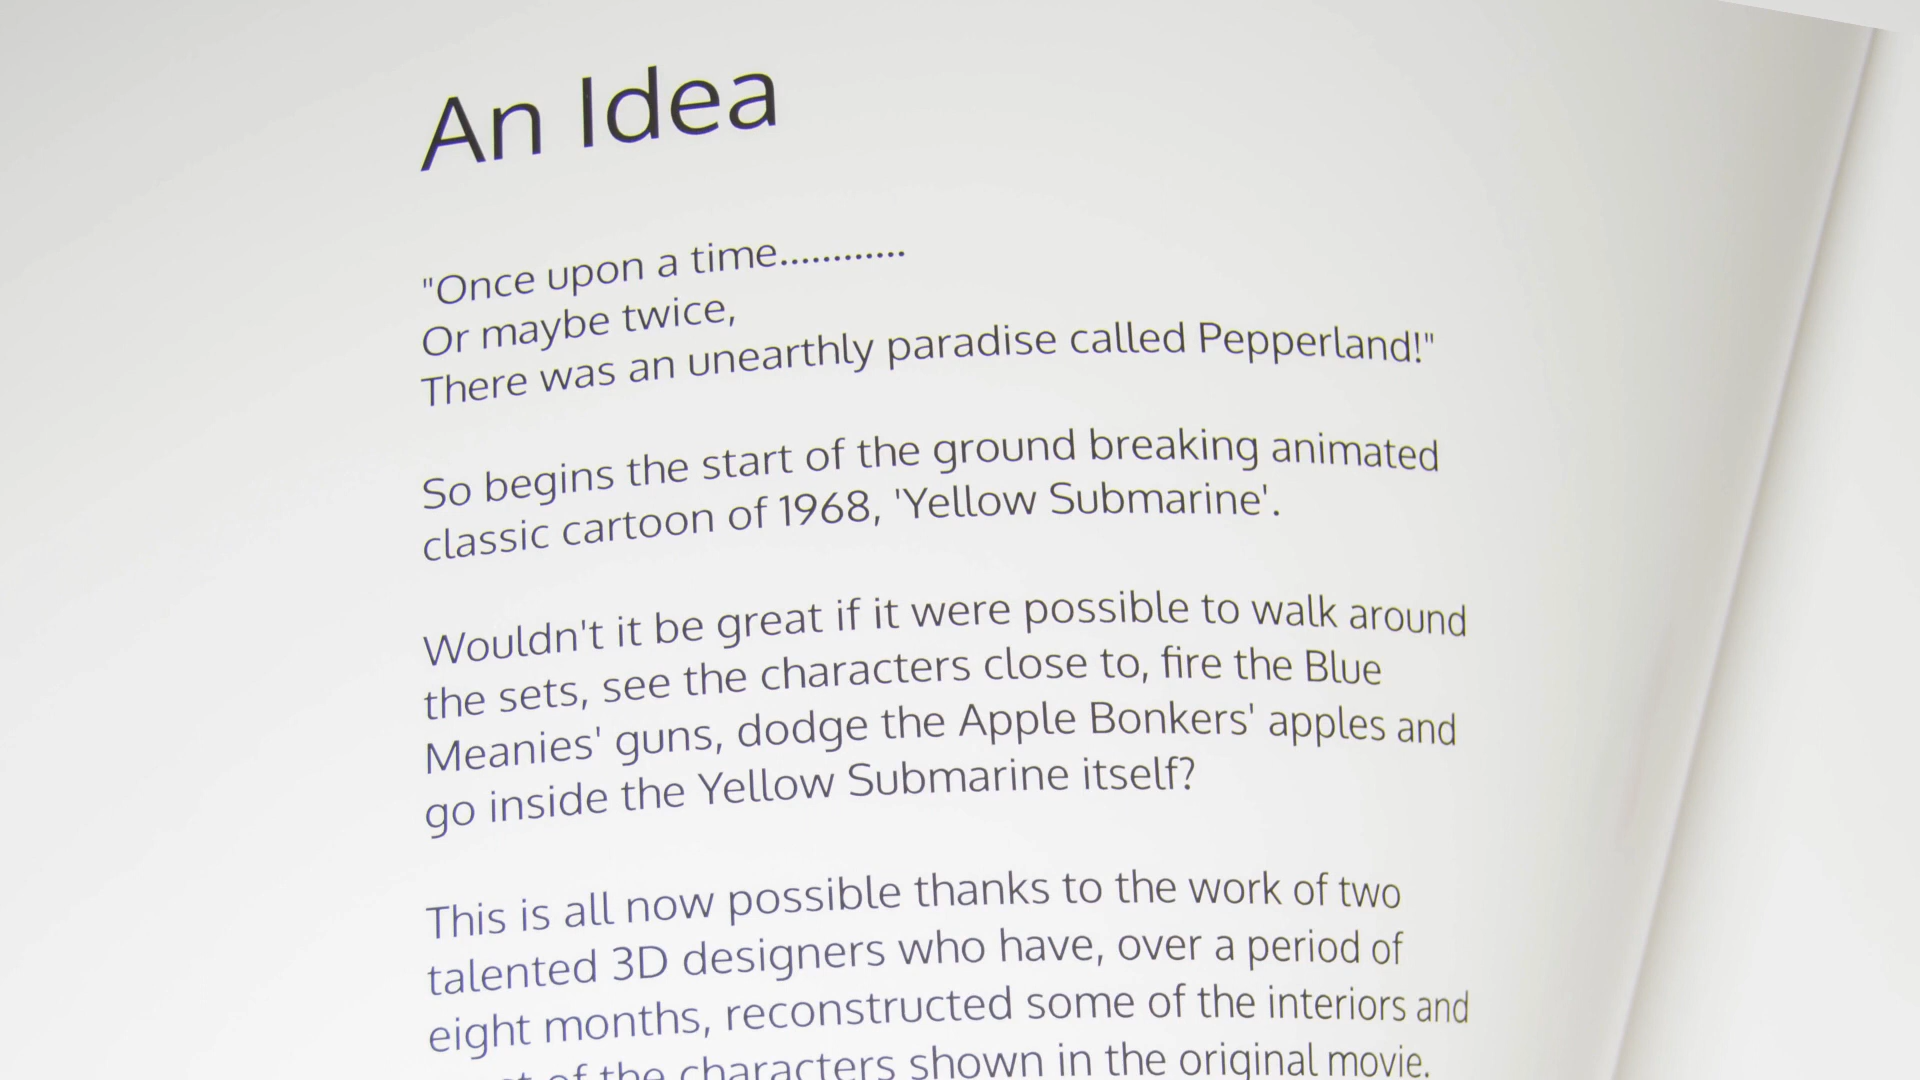 An Idea
"Once upon a time............
Or maybe twice,
There was an unearthly paradise called Pepperland!"
So begins the start of the ground breaking animated
classic cartoon of 1968, 'Yellow Submarine'.
Wouldn't it be great if it were possible to walk around
the sets, see the characters close to, fire the Blue
Meanies' guns, dodge the Apple Bonkers' apples and
go inside the Yellow Submarine itself?
This is all now possible thanks to the work of two
talented 3D designers who have, over a period of
eight months, reconstructed some of the interiors and
of the characters shown in the original movie.